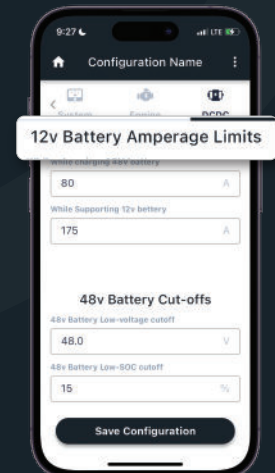 9:27
LTE
Configuration Name
System
Engine
DCDC
12v Battery Amperage Limits
While charging 48v battery
80 A
While Supporting 12v bettery
175 A
48v Battery Cut-offs
48v Battery Low-voltage cutoff
48.0 V
48v Battery Low-SOC cutoff
15 %
Save Configuration